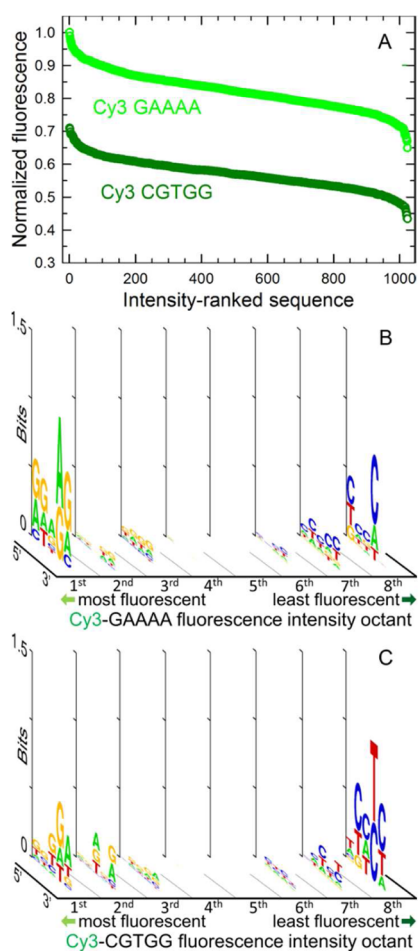 A
1.0
0.9
0.8
0.7
0.6
0.5
0.4
0.3
Normalized fluorescence
Cy3 GAAAA
Cy3 CGTGG
0 200 400 600 800 1000
Intensity-ranked sequence
B
1.5
Bits
0
5'
3'
1st 2nd 3rd 4th 5th 6th 7th 8th
most fluorescent least fluorescent
Cy3-GAAAA fluorescence intensity octant
C
1.5
Bits
0
5'
3'
1st 2nd 3rd 4th 5th 6th 7th 8th
most fluorescent least fluorescent
Cy3-CGTGG fluorescence intensity octant